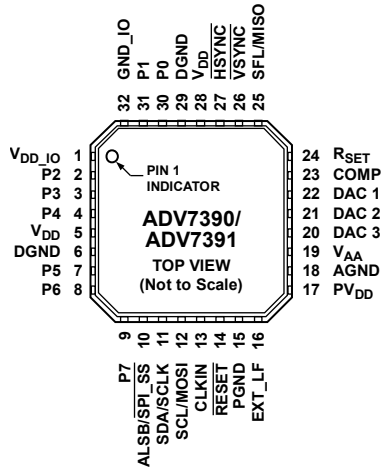 GND_IO
P1
P0
DGND
VDD
HSYNC
VSYNC
SFL/MISO
32 31 30 29 28 27 26 25
VDD_IO 1
P2 2
P3 3
P4 4
VDD 5
DGND 6
P5 7
P6 8
PIN 1
INDICATOR
ADV7390/
ADV7391
TOP VIEW
(Not to Scale)
24 RSET
23 COMP
22 DAC 1
21 DAC 2
20 DAC 3
19 VAA
18 AGND
17 PVDD
9 10 11 12 13 14 15 16
P7
ALSB/SPI_SS
SDA/SCLK
SCL/MOSI
CLKIN
RESET
PGND
EXT_LF